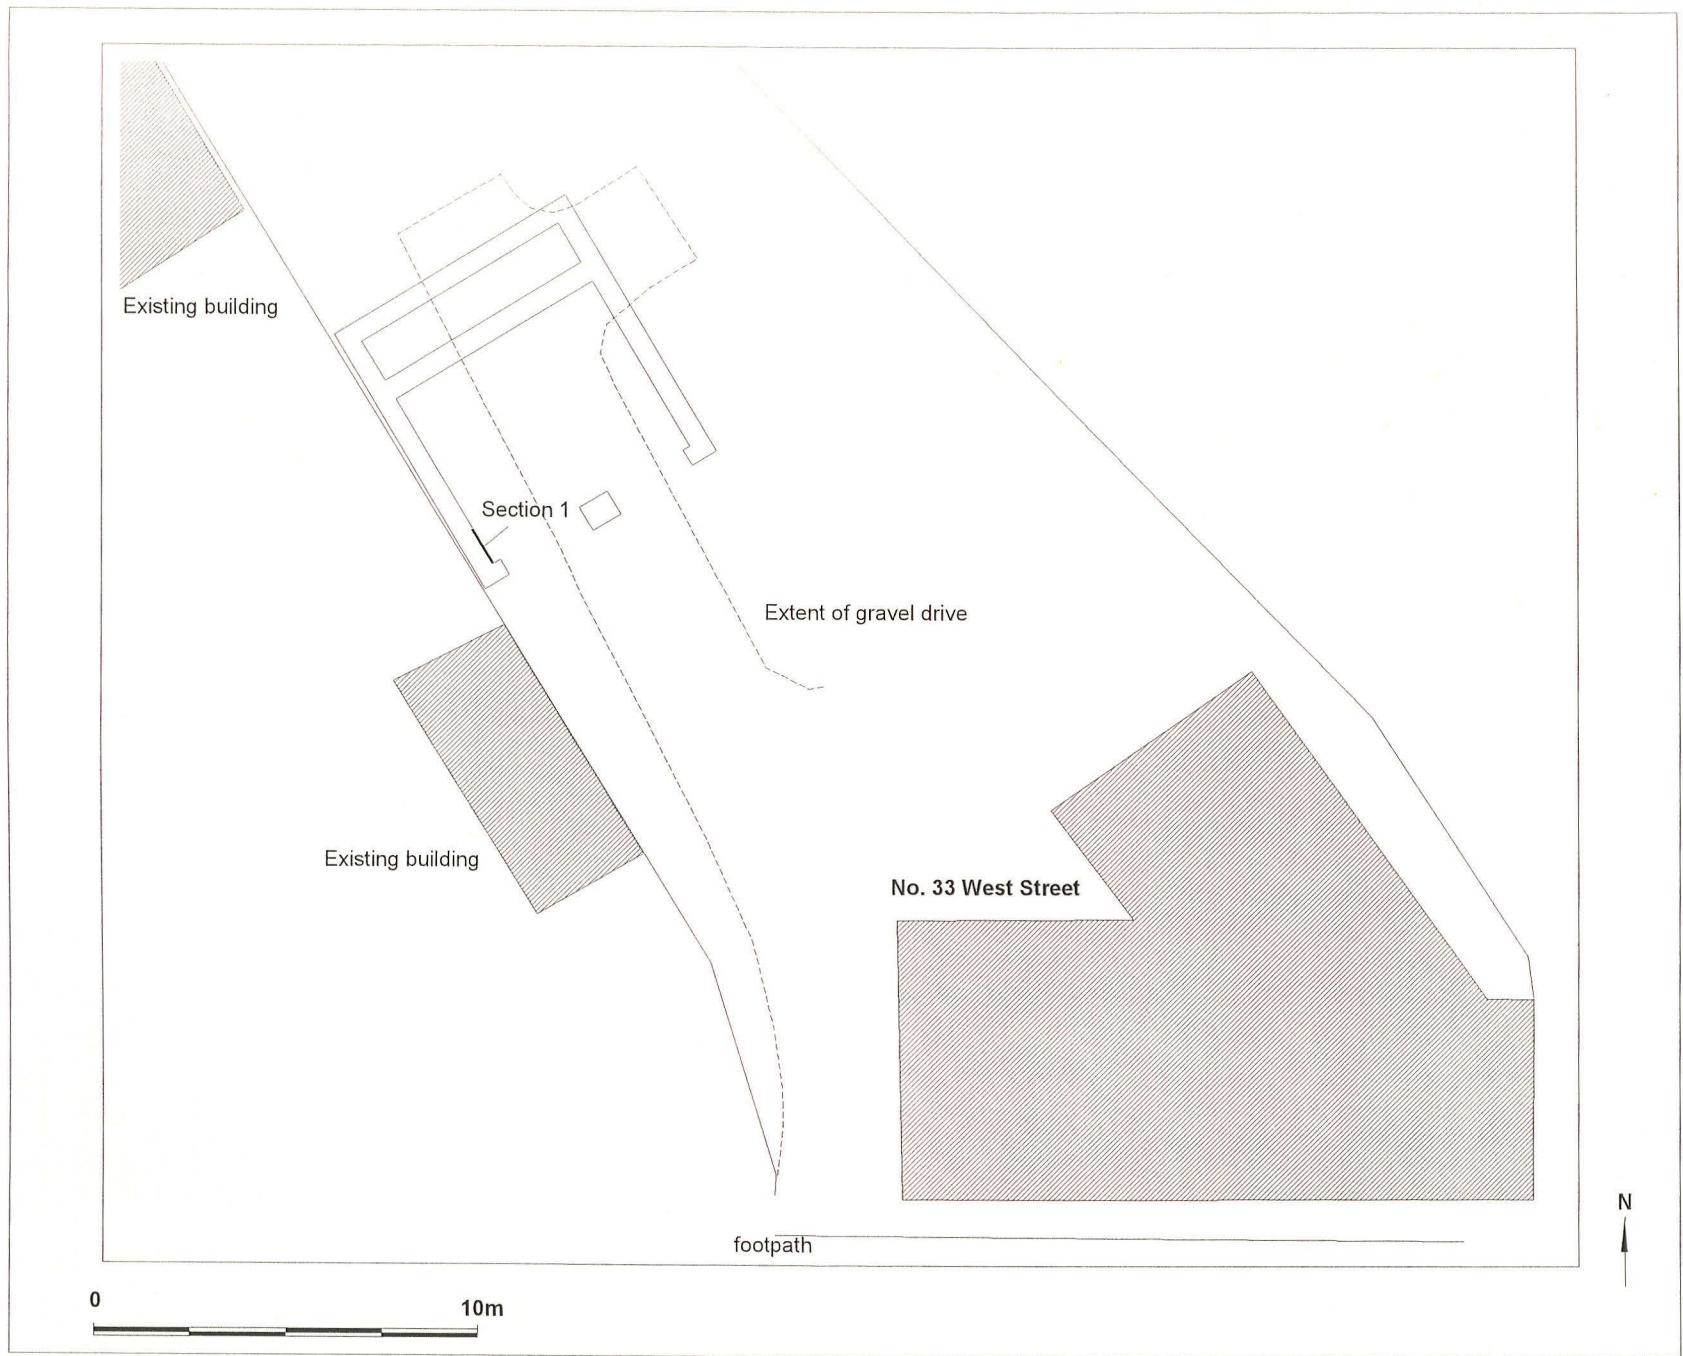 Existing building
Section 1
Extent of gravel drive
Existing building
No. 33 West Street
N
footpath
0
10m